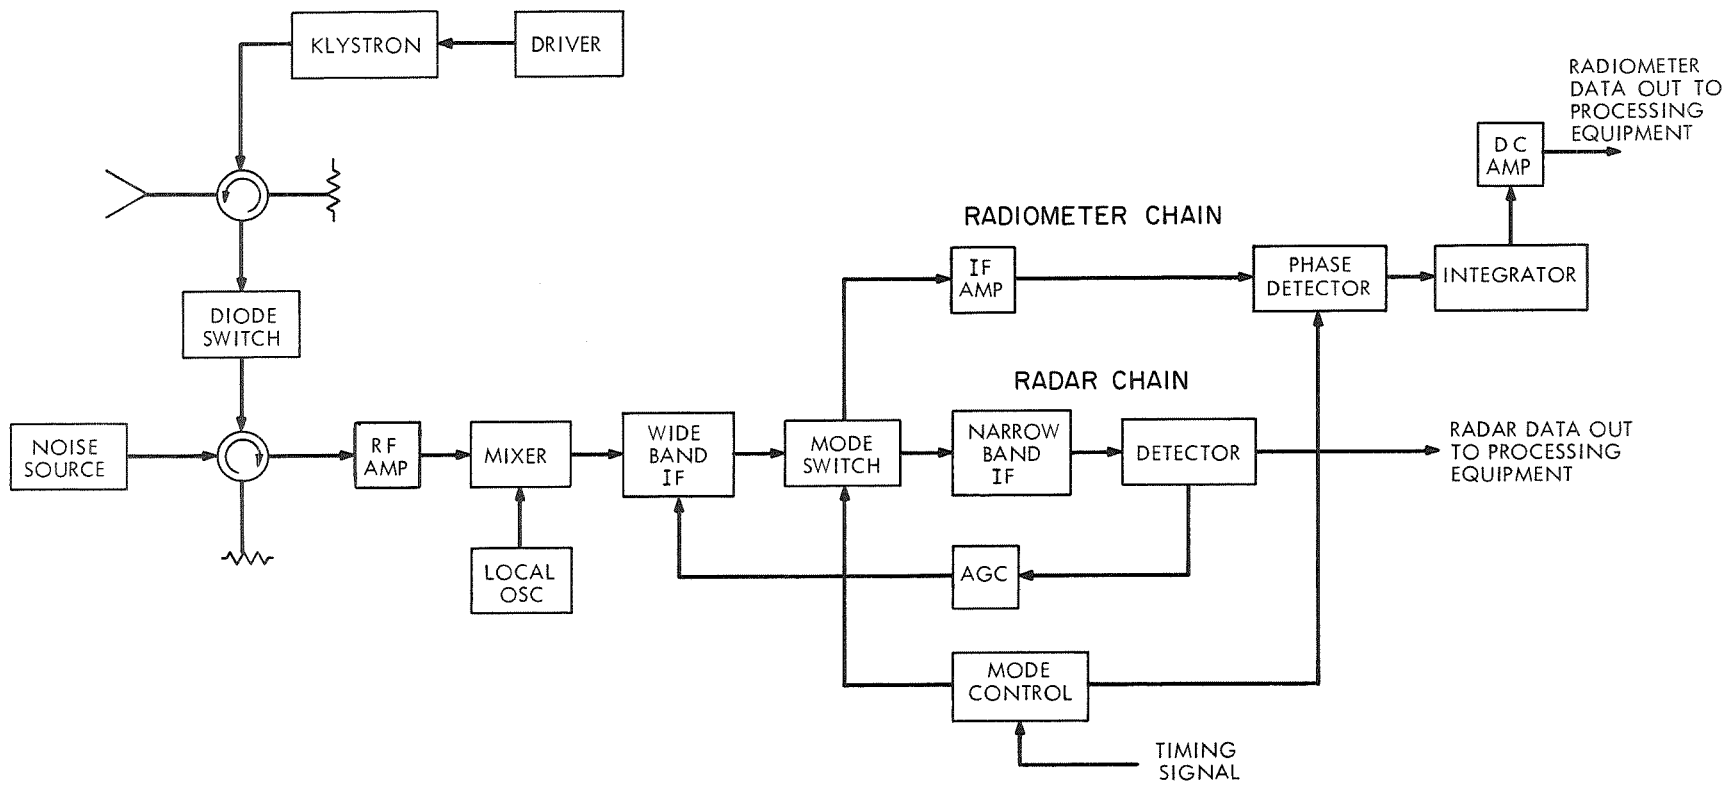 KLYSTRON
DRIVER
RADIOMETER
DATA OUT TO
PROCESSING
EQUIPMENT
DC
AMP
RADIOMETER CHAIN
IF
AMP
PHASE
DETECTOR
INTEGRATOR
DIODE
SWITCH
RADAR CHAIN
NOISE
SOURCE
RF
AMP
MIXER
WIDE
BAND
IF
MODE
SWITCH
NARROW
BAND
IF
DETECTOR
RADAR DATA OUT
TO PROCESSING
EQUIPMENT
LOCAL
OSC
AGC
MODE
CONTROL
TIMING
SIGNAL